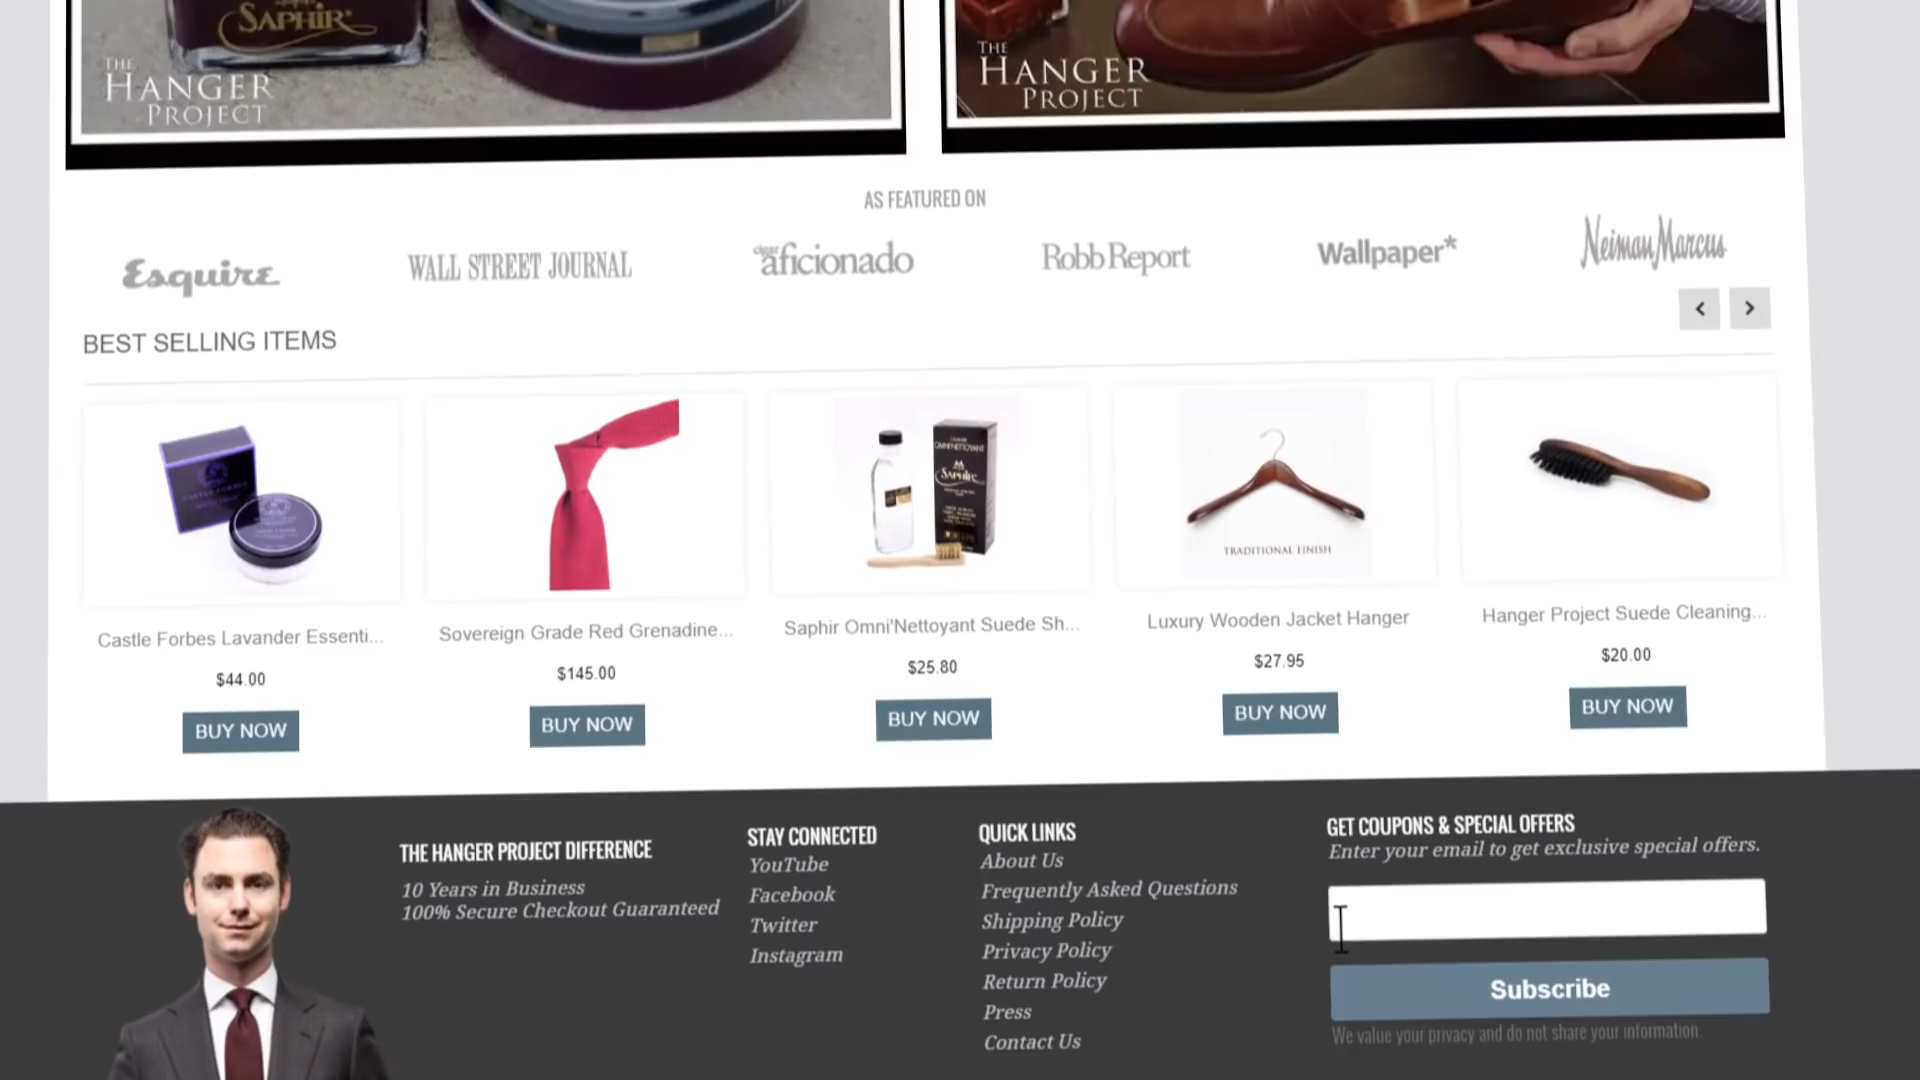 SAPHIR
THE
HANGER
PROJECT
THE
HANGER
PROJECT
AS FEATURED ON
Esquire
WALL STREET JOURNAL
cigar aficionado
Robb Report
Wallpaper*
Neiman Marcus
BEST SELLING ITEMS
SAPHIR
TRADITIONAL FINISH
Castle Forbes Lavander Essenti...
Sovereign Grade Red Grenadine...
Saphir Omni'Nettoyant Suede Sh...
Luxury Wooden Jacket Hanger
Hanger Project Suede Cleaning...
$44.00
$145.00
$25.80
$27.95
$20.00
BUY NOW
BUY NOW
BUY NOW
BUY NOW
BUY NOW
THE HANGER PROJECT DIFFERENCE
10 Years in Business
100% Secure Checkout Guaranteed
STAY CONNECTED
YouTube
Facebook
Twitter
Instagram
QUICK LINKS
About Us
Frequently Asked Questions
Shipping Policy
Privacy Policy
Return Policy
Press
Contact Us
GET COUPONS & SPECIAL OFFERS
Enter your email to get exclusive special offers.
Subscribe
We value your privacy and do not share your information.